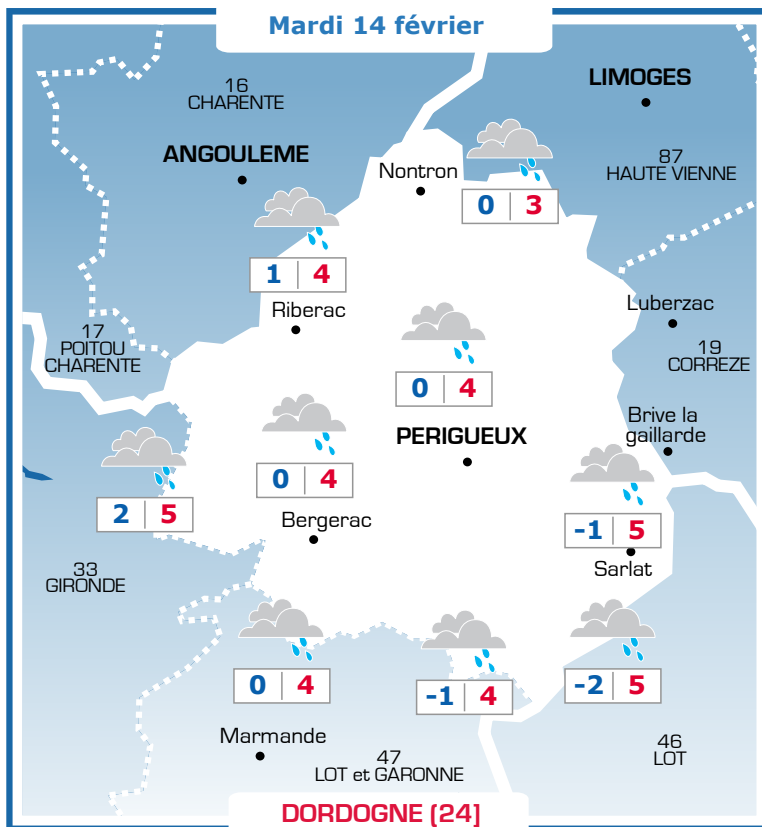 Mardi 14 février
LIMOGES
16
CHARENTE
ANGOULEME
87
HAUTE VIENNE
Nontron
0 3
1 4
Riberac
Luberzac
17
POITOU
CHARENTE
19
CORREZE
0 4
Brive la
gaillarde
PERIGUEUX
0 4
2 5
Bergerac
-1 5
Sarlat
33
GIRONDE
0 4
-1 4
-2 5
Marmande
47
LOT et GARONNE
46
LOT
DORDOGNE [24]